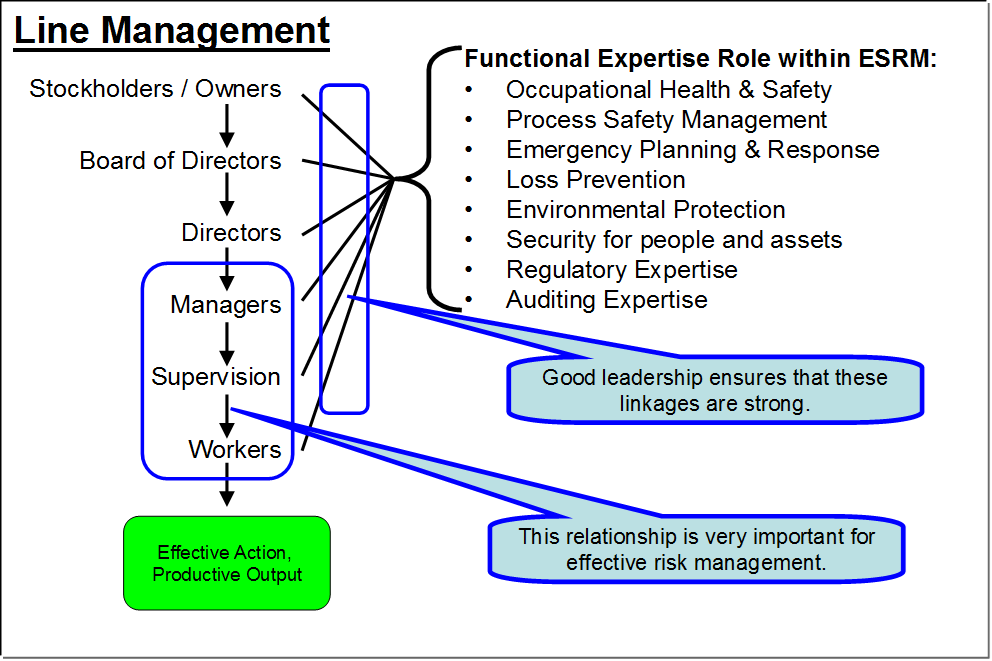 Line Management
Stockholders / Owners
Board of Directors
Directors
Managers
Supervision
Workers
Effective Action,
Productive Output
Functional Expertise Role within ESRM:
• Occupational Health & Safety
• Process Safety Management
• Emergency Planning & Response
• Loss Prevention
• Environmental Protection
• Security for people and assets
• Regulatory Expertise
• Auditing Expertise
Good leadership ensures that these
linkages are strong.
This relationship is very important for
effective risk management.